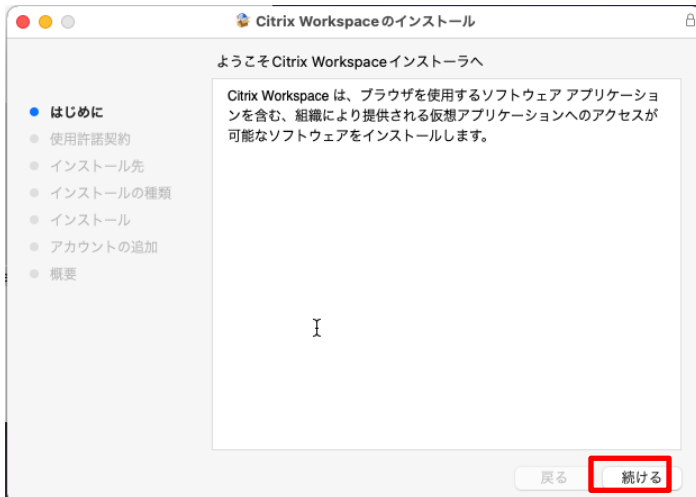 Citrix Workspaceのインストール
ようこそCitrix Workspaceインストーラへ
はじめに
使用許諾契約
インストール先
インストールの種類
インストール
アカウントの追加
概要
Citrix Workspace は、ブラウザを使用するソフトウェア アプリケーショ
ンを含む、組織により提供される仮想アプリケーションへのアクセスが
可能なソフトウェアをインストールします。
戻る
続ける